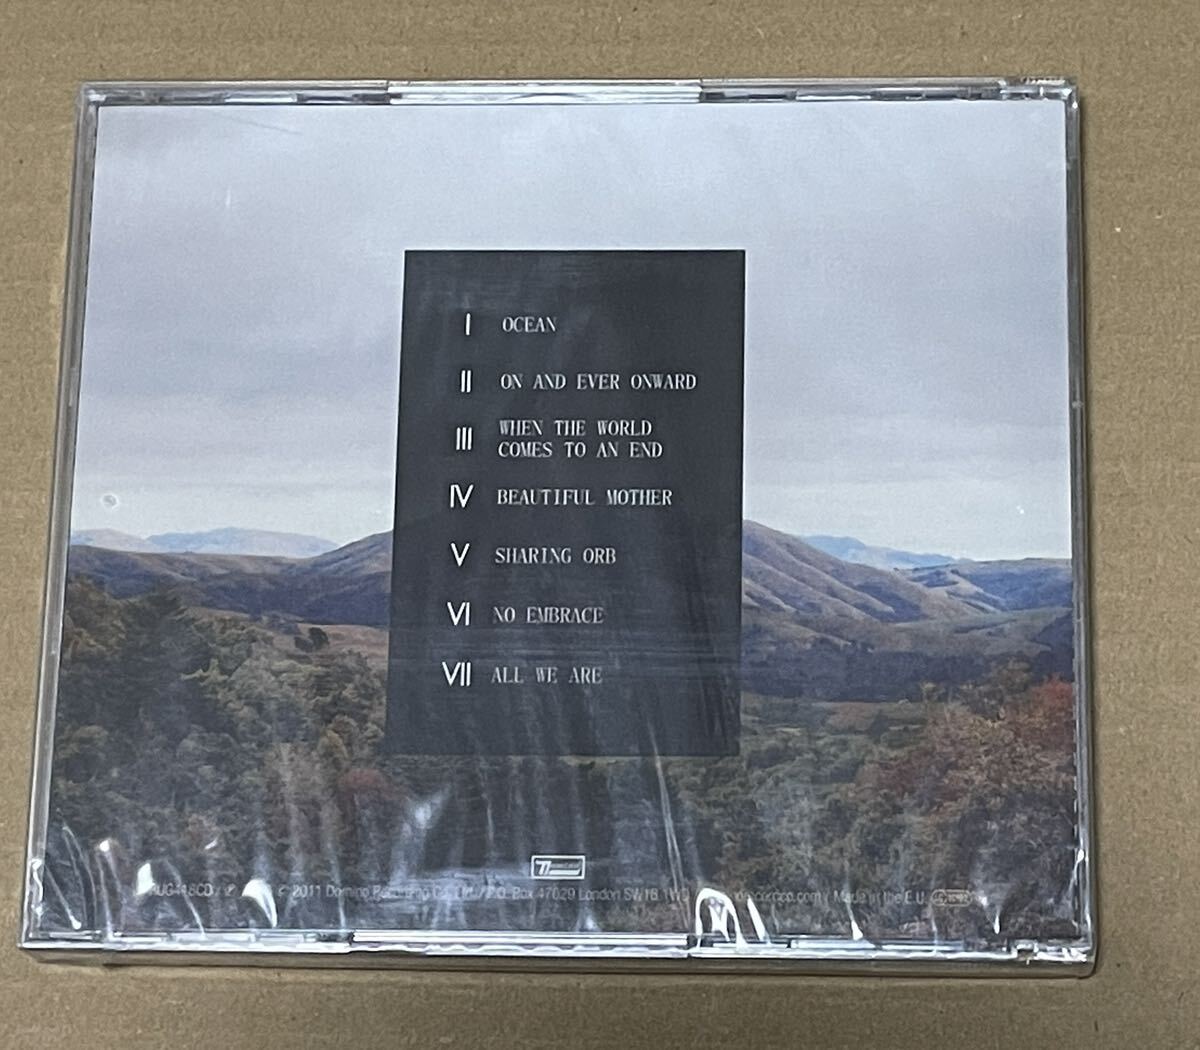 I OCEAN
II ON AND EVER ONWARD
III WHEN THE WORLD
COMES TO AN END
IV BEAUTIFUL MOTHER
V SHARING ORB
VI NO EMBRACE
VII ALL WE ARE
2011 Domino Recording Co. Ltd. / P.O. Box 47029 London SW18 1WD Made in the E.U.